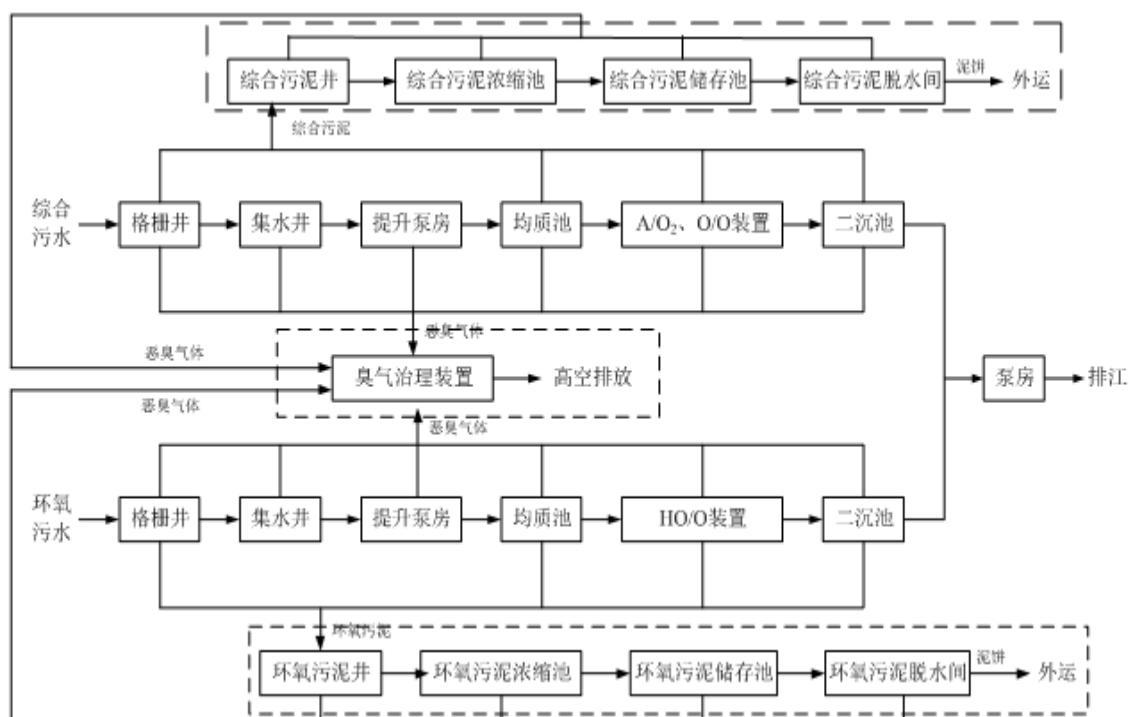 综合污泥井
综合污泥浓缩池
综合污泥储存池
综合污泥脱水间
泥饼
外运
综合污泥
综合
污水
格栅井
集水井
提升泵房
均质池
A/O₂、O/O装置
二沉池
恶臭气体
恶臭气体
臭气治理装置
高空排放
泵房
排江
恶臭气体
恶臭气体
环氧
污水
格栅井
集水井
提升泵房
均质池
HO/O装置
二沉池
环氧污泥
环氧污泥井
环氧污泥浓缩池
环氧污泥储存池
环氧污泥脱水间
泥饼
外运